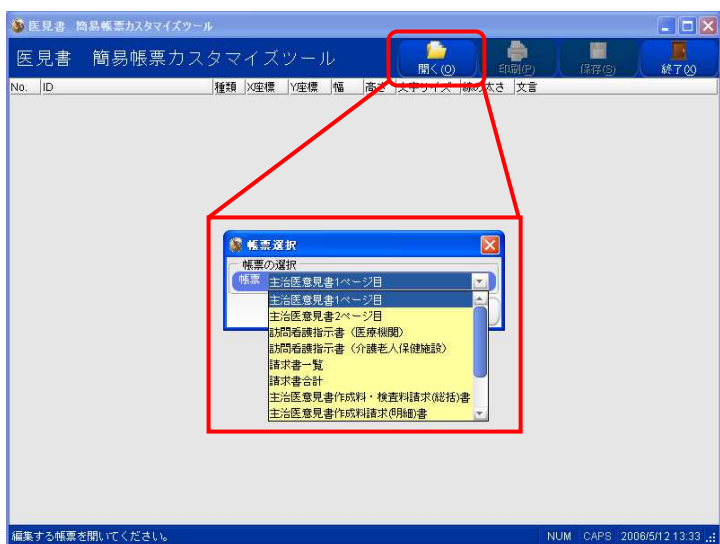 医見書 簡易帳票カスタマイズツール
医見書 簡易帳票カスタマイズツール
開く(O)
印刷(P)
保存(S)
終了(X)
No. ID 種類 X座標 Y座標 幅 高さ 文字サイズ 線の太さ 文言
帳票選択
帳票の選択
帳票 主治医意見書1ページ目
主治医意見書1ページ目
主治医意見書2ページ目
訪問看護指示書(医療機関)
訪問看護指示書(介護老人保健施設)
請求書一覧
請求書合計
主治医意見書作成料・検査料請求(総括)書
主治医意見書作成料請求(明細)書
編集する帳票を開いてください。
NUM CAPS 2006/5/12 13:33